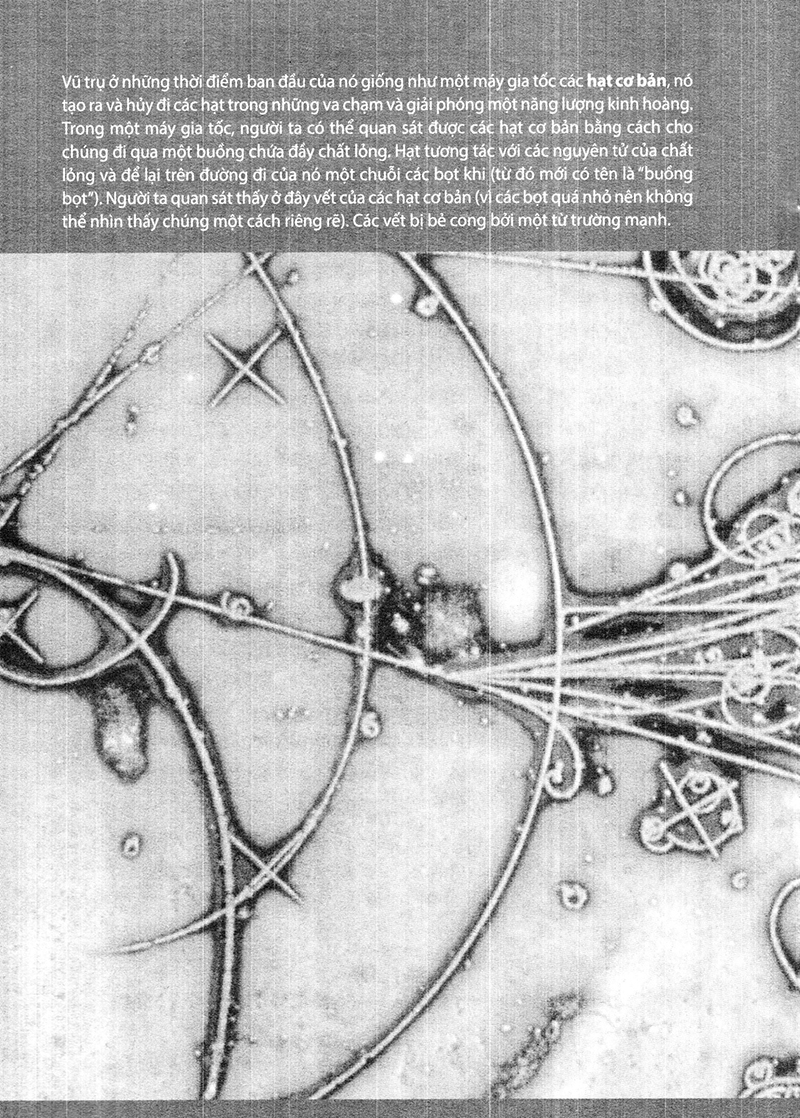 Vũ trụ ở những thời điểm ban đầu của nó giống như một máy gia tốc các hạt cơ bản, nó
tạo ra và hủy đi các hạt trong những va chạm và giải phóng một năng lượng kinh hoàng.
Trong một máy gia tốc, người ta có thể quan sát được các hạt cơ bản bằng cách cho
chúng đi qua một buồng chứa đầy chất lỏng. Hạt tương tác với các nguyên tử của chất
lỏng và để lại trên đường đi của nó một chuỗi các bọt khí (từ đó mới có tên là “buồng
bọt”). Người ta quan sát thấy ở đây vết của các hạt cơ bản (vì các bọt quá nhỏ nên không
thể nhìn thấy chúng một cách riêng rẽ). Các vết bị bẻ cong bởi một từ trường mạnh.